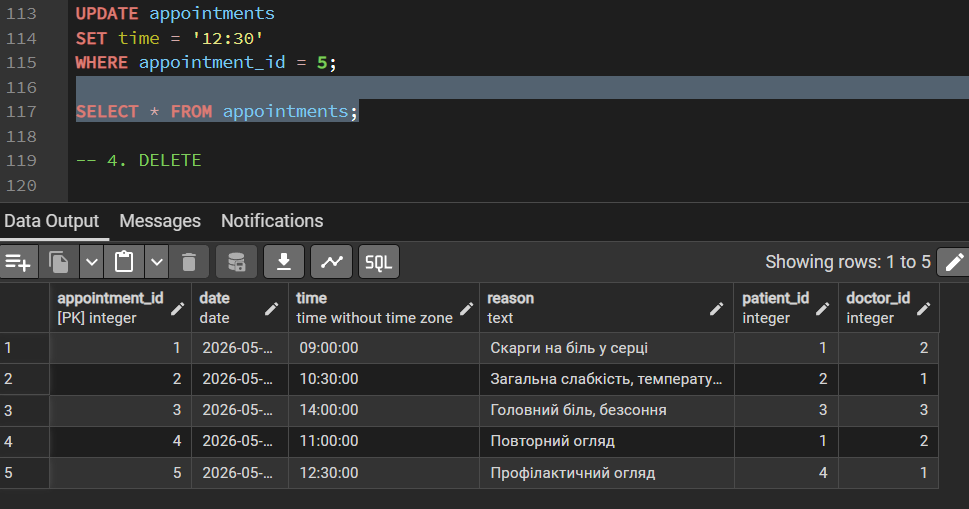 113 UPDATE appointments
114 SET time = '12:30'
115 WHERE appointment_id = 5;
116
117 SELECT * FROM appointments;
118
119 -- 4. DELETE
120
Data Output Messages Notifications
SQL Showing rows: 1 to 5
appointment_id date time reason patient_id doctor_id
[PK] integer date time without time zone text integer integer
1 1 2026-05-... 09:00:00 Скарги на біль у серці 1 2
2 2 2026-05-... 10:30:00 Загальна слабкість, температу... 2 1
3 3 2026-05-... 14:00:00 Головний біль, безсоння 3 3
4 4 2026-05-... 11:00:00 Повторний огляд 1 2
5 5 2026-05-... 12:30:00 Профілактичний огляд 4 1